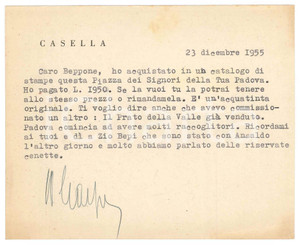 CASELLA
23 dicembre 1955
Caro Beppone, ho acquistato in un catalogo di
stampe questa Piazza dei Signori della Tua Padova.
Ho pagato L. 1950. Se la vuoi tu la potrai tenere
allo stesso prezzo o rimandamela. E' un'acquatinta
originale. Ti voglio dire anche che avevo commissio-
nato un altro : Il Prato della Valle già venduto.
Padova comincia ad avere molti raccoglitori. Ricordami
ai tuoi e dì a Zio Bepi che sono stato con Ansaldo
l'altro giorno e molto abbiamo parlato delle riservate
cenette.